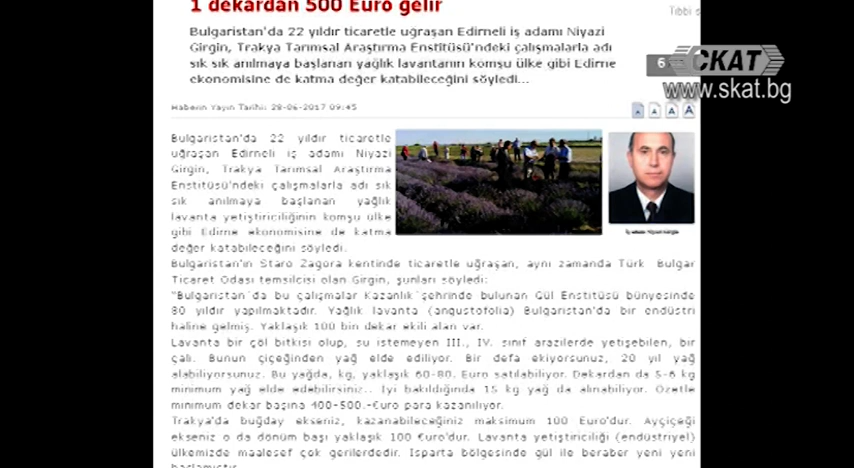 1 dekardan 500 Euro gelir
Tıbbi s
Bulgaristan'da 22 yıldır ticaretle uğraşan Edirneli iş adamı Niyazi
Girgin, Trakya Tarımsal Araştırma Enstitüsü'ndeki çalışmalarla adı
sık sık anılmaya başlanan yağlık lavantanın komşu ülke gibi Edirne
ekonomisine de katma değer katabileceğini söyledi...
6
СКАТ
www.skat.bg
Haberin Yayın Tarihi: 28-06-2017 09:45
A A A A
Bulgaristan'da 22 yıldır ticaretle
uğraşan Edirneli iş adamı Niyazi
Girgin, Trakya Tarımsal Araştırma
Enstitüsü'ndeki çalışmalarla adı sık
sık anılmaya başlanan yağlık
lavanta yetiştiriciliğinin komşu ülke
gibi Edirne ekonomisine de katma
değer katabileceğini söyledi.
İş adamı Niyazi Girgin
Bulgaristan'ın Staro Zagora kentinde ticaretle uğraşan, aynı zamanda Türk Bulgar
Ticaret Odası temsilcisi olan Girgin, şunları söyledi:
"Bulgaristan´da bu çalışmalar Kazanlık´şehrinde bulunan Gül Enstitüsü bünyesinde
80 yıldır yapılmaktadır. Yağlık lavanta (angustofolia) Bulgaristan'da bir endüstri
haline gelmiş. Yaklaşık 100 bin dekar ekili alan var.
Lavanta bir çöl bitkisi olup, su istemeyen III., IV. sınıf arazilerde yetişebilen, bir
çalı. Bunun çiçeğinden yağ elde ediliyor. Bir defa ekiyorsunuz, 20 yıl yağ
alabiliyorsunuz. Bu yağda, kg, yaklaşık 60-80. Euro satılabiliyor. Dekardan da 5-6 kg
minimum yağ elde edebilirsiniz.. İyi bakıldığında 15 kg yağ da alınabiliyor. Özetle
minimum dekar başına 400-500.-€uro para kazanılıyor.
Trakya'da buğday ekseniz, kazanabileceğiniz maksimum 100 Euro'dur. Ayçiçeği
ekseniz o da dönüm başı yaklaşık 100 €uro'dur. Lavanta yetiştiriciliği (endüstriyel)
ülkemizde maalesef çok gerilerdedir. Isparta bölgesinde gül ile beraber yeni yeni
başlamıştır.